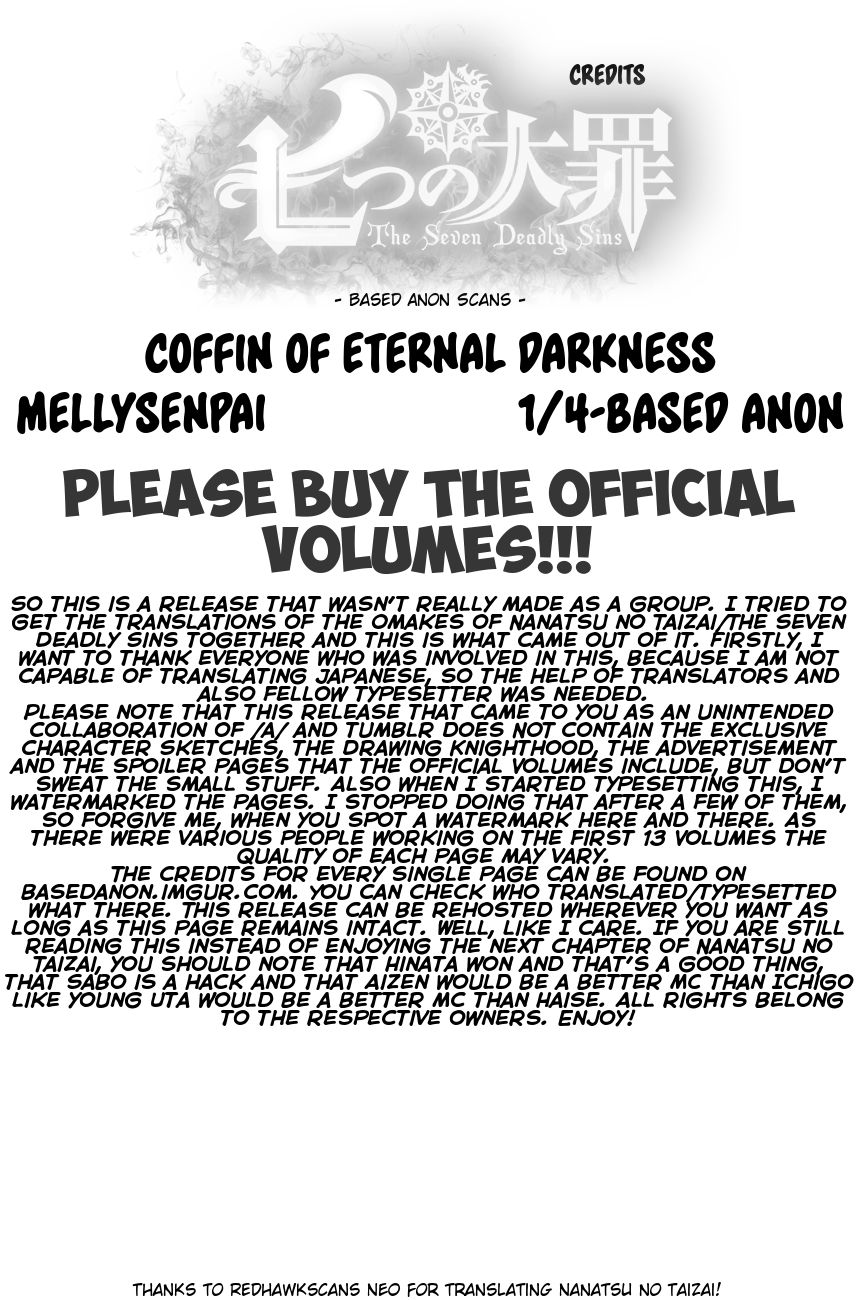 CREDITS
七つの大罪
The Seven Deadly Sins
- BASED ANON SCANS -
COFFIN OF ETERNAL DARKNESS
MELLYSENPAI 1/4-BASED ANON
PLEASE BUY THE OFFICIAL
VOLUMES!!!
SO THIS IS A RELEASE THAT WASN'T REALLY MADE AS A GROUP. I TRIED TO
GET THE TRANSLATIONS OF THE OMAKES OF NANATSU NO TAIZAI/THE SEVEN
DEADLY SINS TOGETHER AND THIS IS WHAT CAME OUT OF IT. FIRSTLY, I
WANT TO THANK EVERYONE WHO WAS INVOLVED IN THIS, BECAUSE I AM NOT
CAPABLE OF TRANSLATING JAPANESE, SO THE HELP OF TRANSLATORS AND
ALSO FELLOW TYPESETTER WAS NEEDED.
PLEASE NOTE THAT THIS RELEASE THAT CAME TO YOU AS AN UNINTENDED
COLLABORATION OF /A/ AND TUMBLR DOES NOT CONTAIN THE EXCLUSIVE
CHARACTER SKETCHES, THE DRAWING KNIGHTHOOD, THE ADVERTISEMENT
AND THE SPOILER PAGES THAT THE OFFICIAL VOLUMES INCLUDE, BUT DON'T
SWEAT THE SMALL STUFF. ALSO WHEN I STARTED TYPESETTING THIS, I
WATERMARKED THE PAGES. I STOPPED DOING THAT AFTER A FEW OF THEM,
SO FORGIVE ME, WHEN YOU SPOT A WATERMARK HERE AND THERE. AS
THERE WERE VARIOUS PEOPLE WORKING ON THE FIRST 13 VOLUMES THE
QUALITY OF EACH PAGE MAY VARY.
THE CREDITS FOR EVERY SINGLE PAGE CAN BE FOUND ON
BASEDANON.IMGUR.COM. YOU CAN CHECK WHO TRANSLATED/TYPESETTED
WHAT THERE. THIS RELEASE CAN BE REHOSTED WHEREVER YOU WANT AS
LONG AS THIS PAGE REMAINS INTACT. WELL, LIKE I CARE. IF YOU ARE STILL
READING THIS INSTEAD OF ENJOYING THE NEXT CHAPTER OF NANATSU NO
TAIZAI, YOU SHOULD NOTE THAT HINATA WON AND THAT'S A GOOD THING,
THAT SABO IS A HACK AND THAT AIZEN WOULD BE A BETTER MC THAN ICHIGO
LIKE YOUNG UTA WOULD BE A BETTER MC THAN HAISE. ALL RIGHTS BELONG
TO THE RESPECTIVE OWNERS. ENJOY!
THANKS TO REDHAWKSCANS NEO FOR TRANSLATING NANATSU NO TAIZAI!